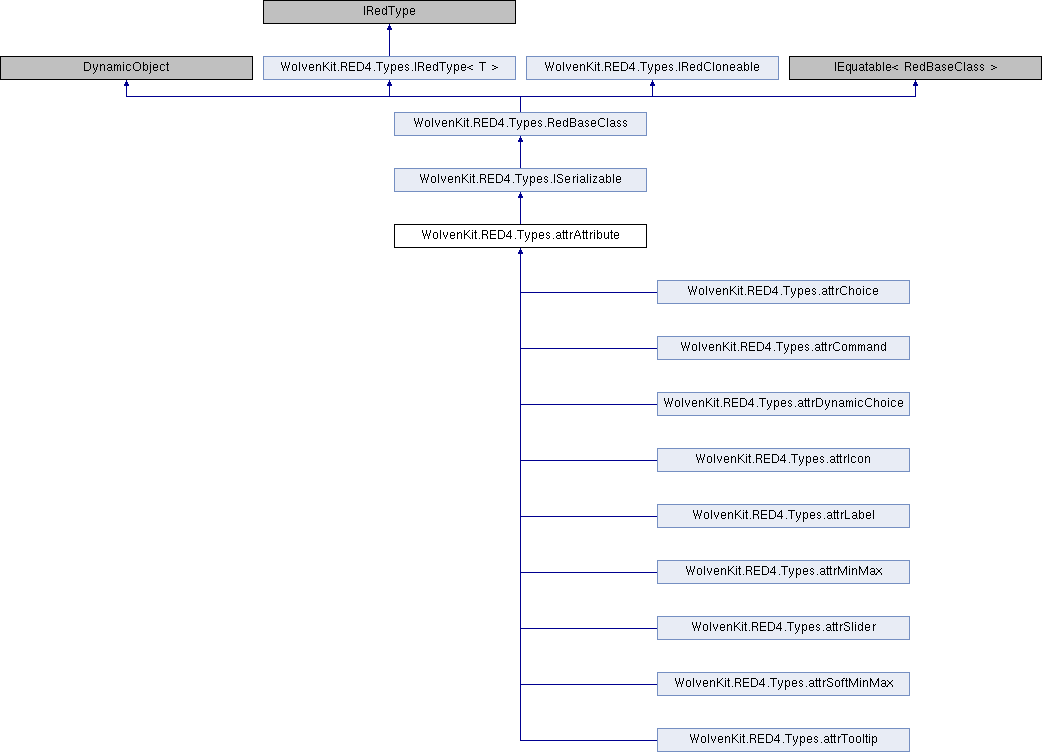 IRedType
DynamicObject
WolvenKit.RED4.Types.IRedType< T >
WolvenKit.RED4.Types.IRedCloneable
IEquatable< RedBaseClass >
WolvenKit.RED4.Types.RedBaseClass
WolvenKit.RED4.Types.ISerializable
WolvenKit.RED4.Types.attrAttribute
WolvenKit.RED4.Types.attrChoice
WolvenKit.RED4.Types.attrCommand
WolvenKit.RED4.Types.attrDynamicChoice
WolvenKit.RED4.Types.attrIcon
WolvenKit.RED4.Types.attrLabel
WolvenKit.RED4.Types.attrMinMax
WolvenKit.RED4.Types.attrSlider
WolvenKit.RED4.Types.attrSoftMinMax
WolvenKit.RED4.Types.attrTooltip